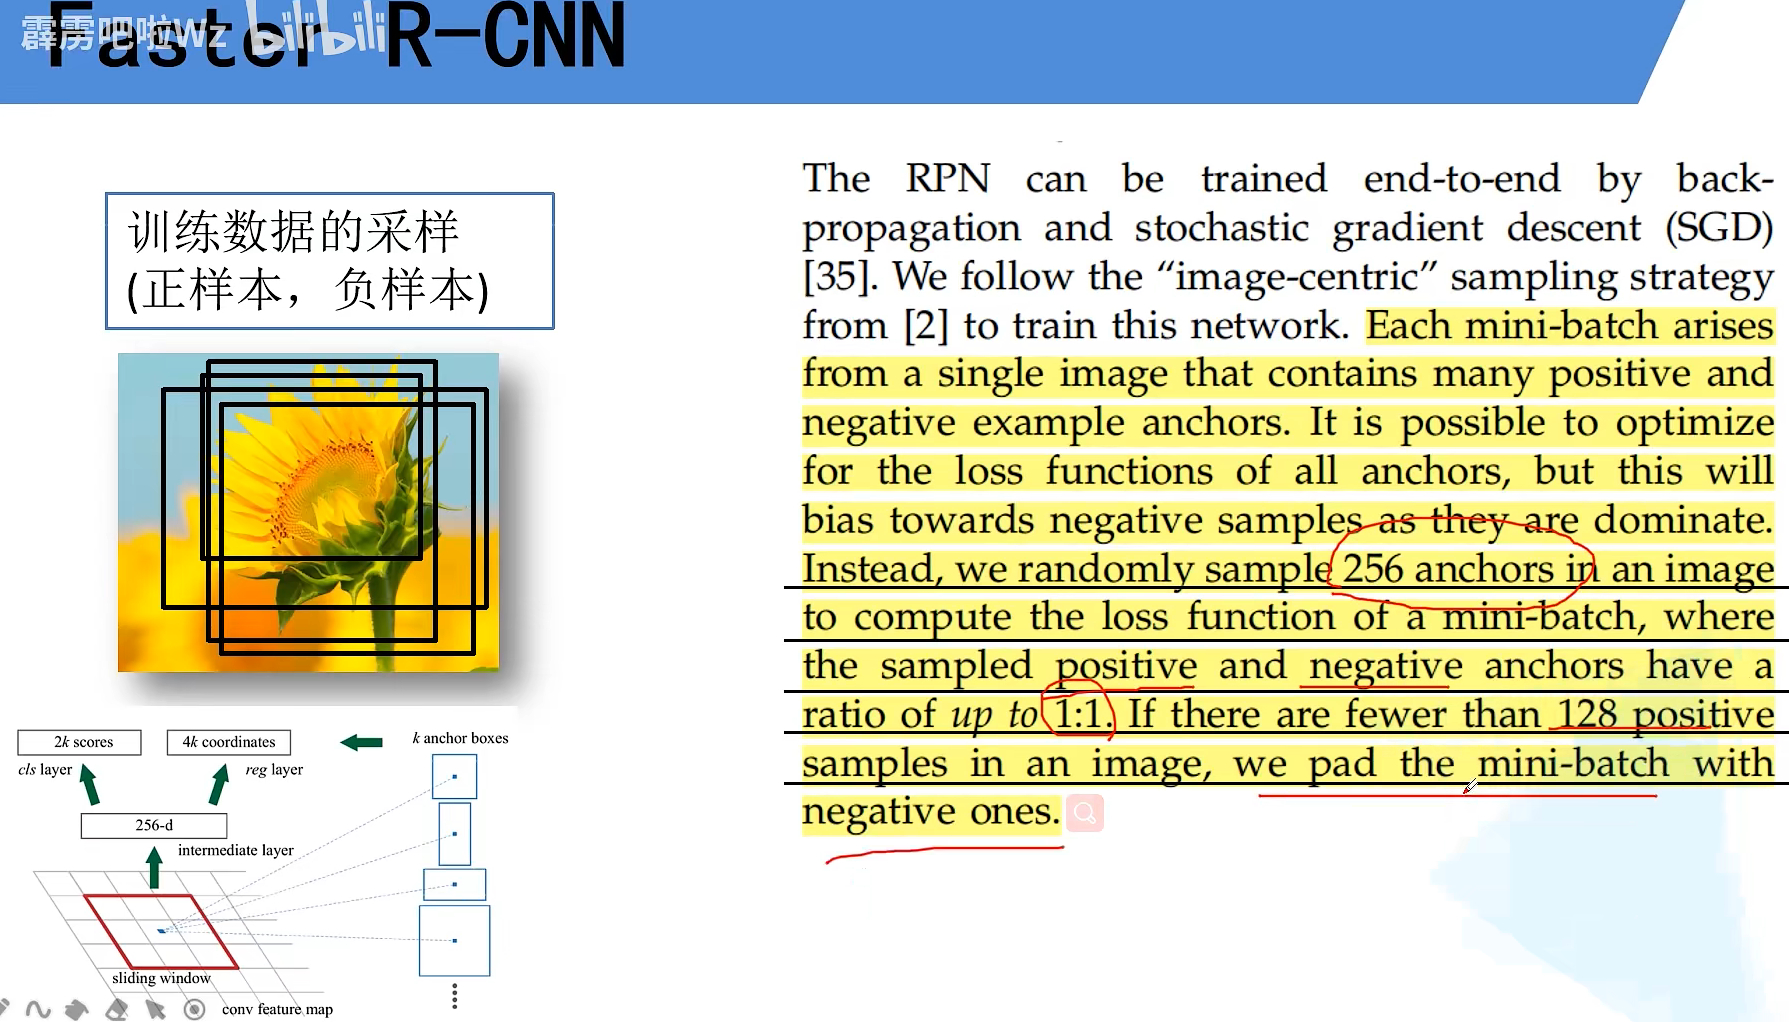 Faster R-CNN
霹雳吧啦Wz bilibili
训练数据的采样
(正样本，负样本)
The RPN can be trained end-to-end by back-
propagation and stochastic gradient descent (SGD)
[35]. We follow the “image-centric” sampling strategy
from [2] to train this network. Each mini-batch arises
from a single image that contains many positive and
negative example anchors. It is possible to optimize
for the loss functions of all anchors, but this will
bias towards negative samples as they are dominate.
Instead, we randomly sample 256 anchors in an image
to compute the loss function of a mini-batch, where
the sampled positive and negative anchors have a
ratio of up to 1:1. If there are fewer than 128 positive
samples in an image, we pad the mini-batch with
negative ones.
2k scores
4k coordinates
k anchor boxes
cls layer
reg layer
256-d
intermediate layer
sliding window
conv feature map